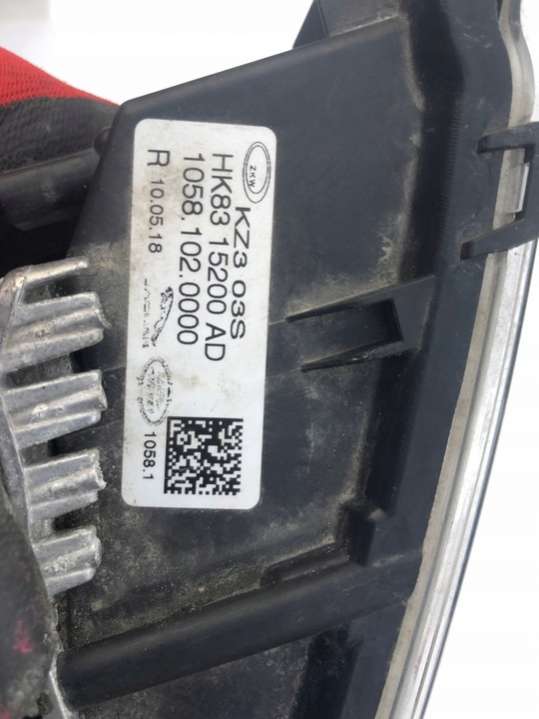 ZKW
KZ3 03S
HK83 15200 AD
1058.102.0000
R 10.05.18
1058.1